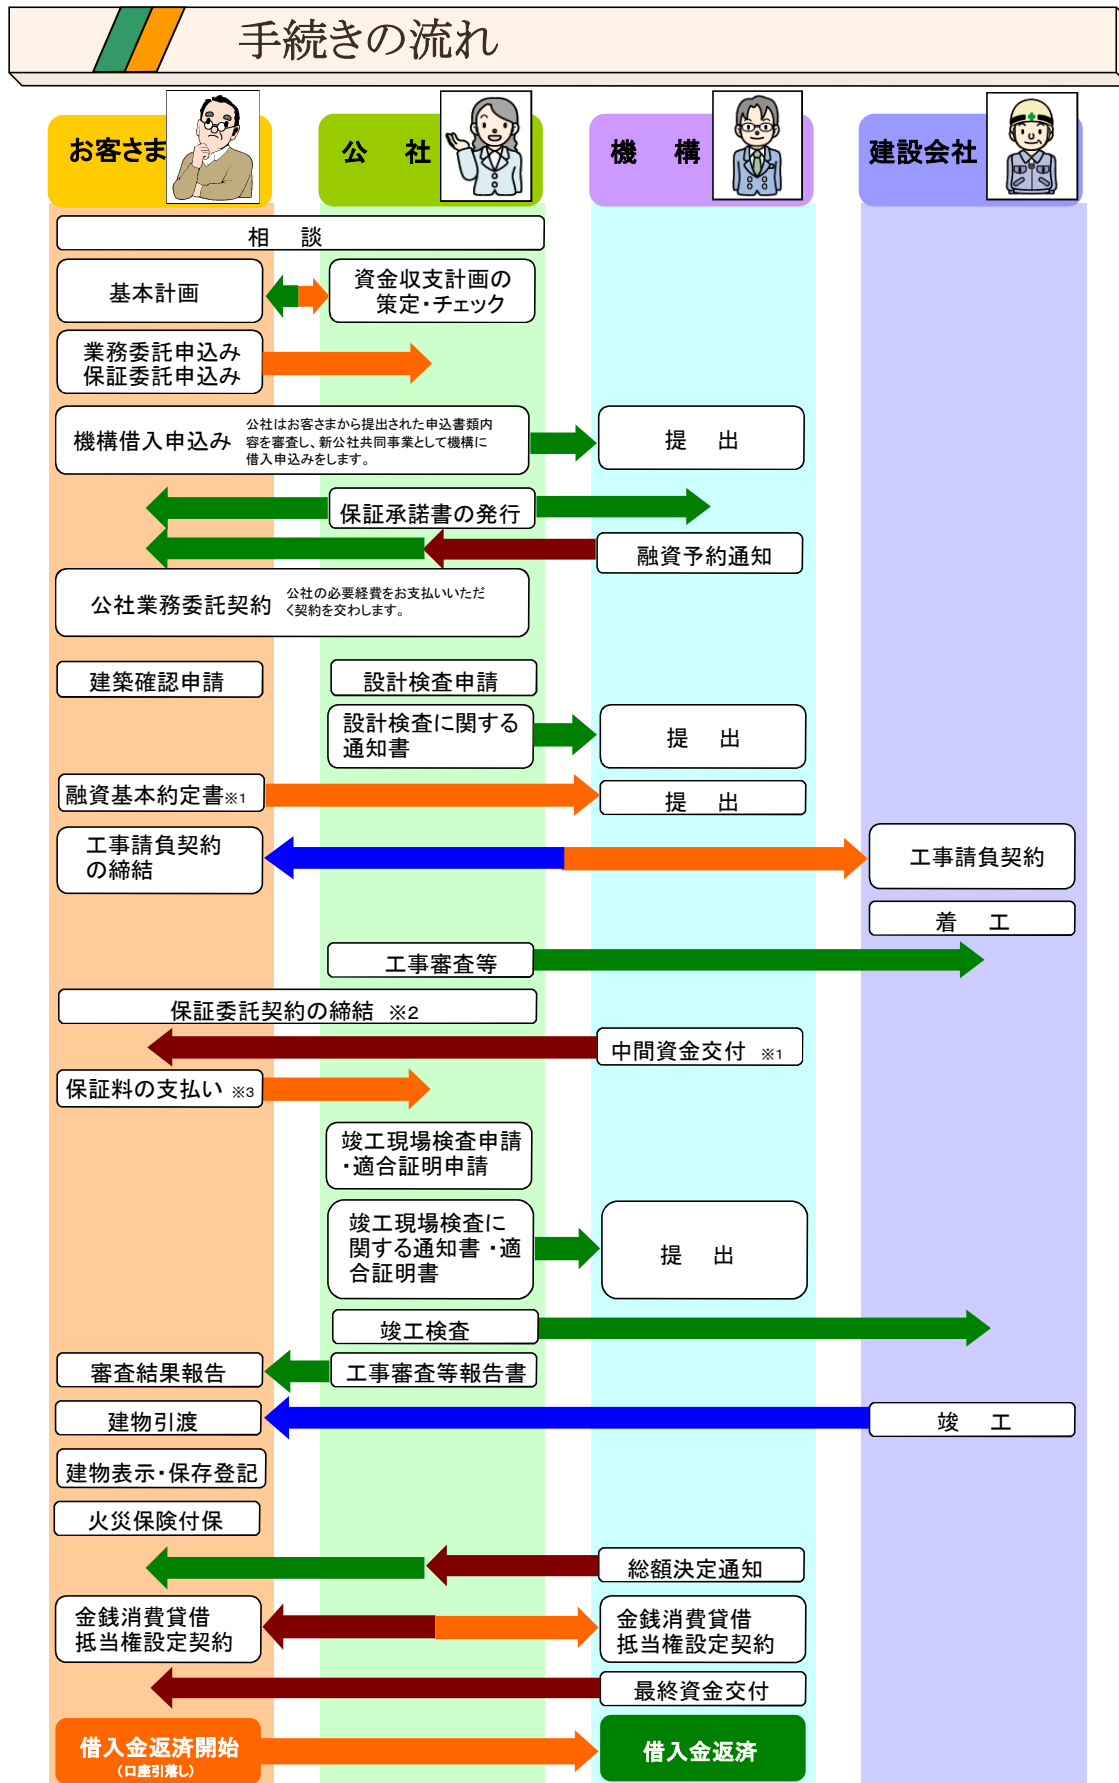 手続きの流れ
お客さま
公 社
機 構
建設会社
相 談
基本計画
資金収支計画の
策定・チェック
業務委託申込み
保証委託申込み
機構借入申込み
公社はお客さまから提出された申込書類内
容を審査し、新公社共同事業として機構に
借入申込みをします。
提 出
保証承諾書の発行
融資予約通知
公社業務委託契約
公社の必要経費をお支払いいただ
く契約を交わします。
建築確認申請
設計検査申請
設計検査に関する
通知書
提 出
融資基本約定書※1
提 出
工事請負契約
の締結
工事請負契約
着 工
工事審査等
保証委託契約の締結 ※2
中間資金交付 ※1
保証料の支払い ※3
竣工現場検査申請
・適合証明申請
竣工現場検査に
関する通知書・適
合証明書
提 出
竣工検査
審査結果報告
工事審査等報告書
建物引渡
竣 工
建物表示・保存登記
火災保険付保
総額決定通知
金銭消費貸借
抵当権設定契約
金銭消費貸借
抵当権設定契約
最終資金交付
借入金返済開始
（口座引落し）
借入金返済